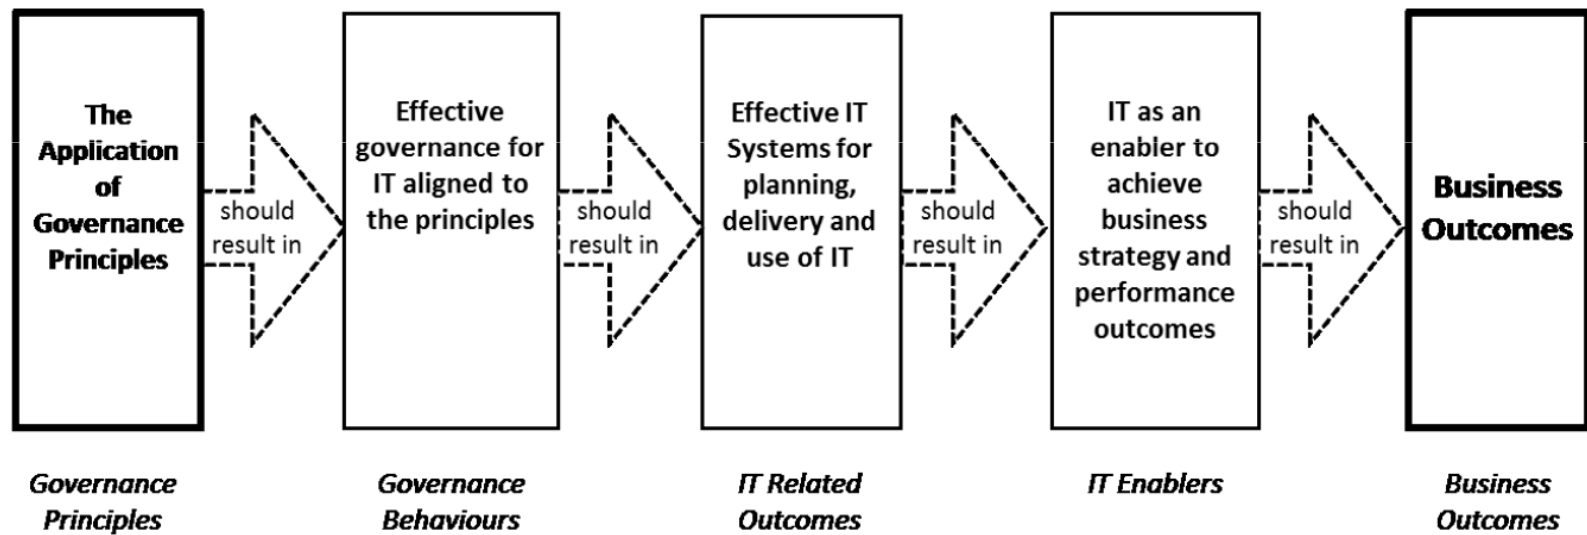 The
Application
of
Governance
Principles
should
result in
Effective
governance for
IT aligned to
the principles
should
result in
Effective IT
Systems for
planning,
delivery and
use of IT
should
result in
IT as an
enabler to
achieve
business
strategy and
performance
outcomes
should
result in
Business
Outcomes
Governance
Principles
Governance
Behaviours
IT Related
Outcomes
IT Enablers
Business
Outcomes